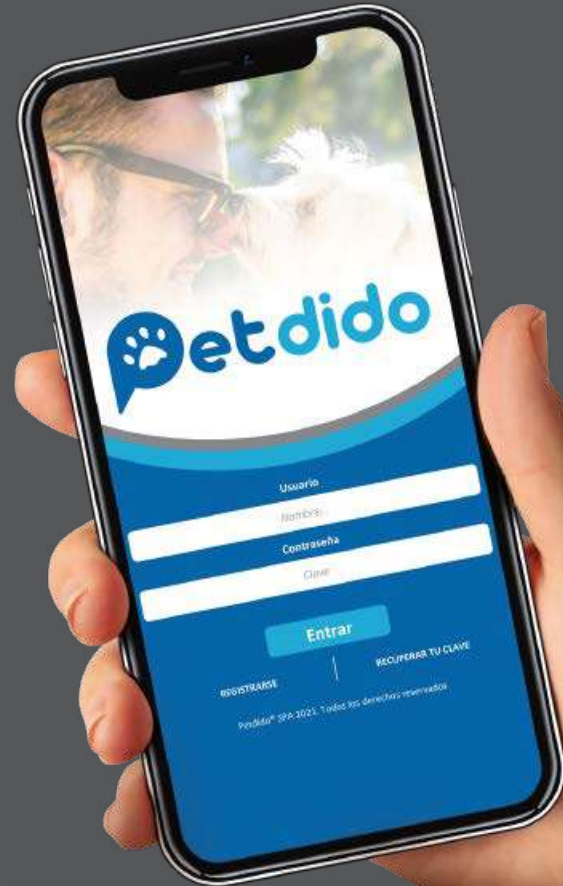 Petdido
Usuario
Nombre
Contraseña
Clave
Entrar
REGISTRARSE
RECUPERAR TU CLAVE
Petdido® SPA 2021. Todos los derechos reservados